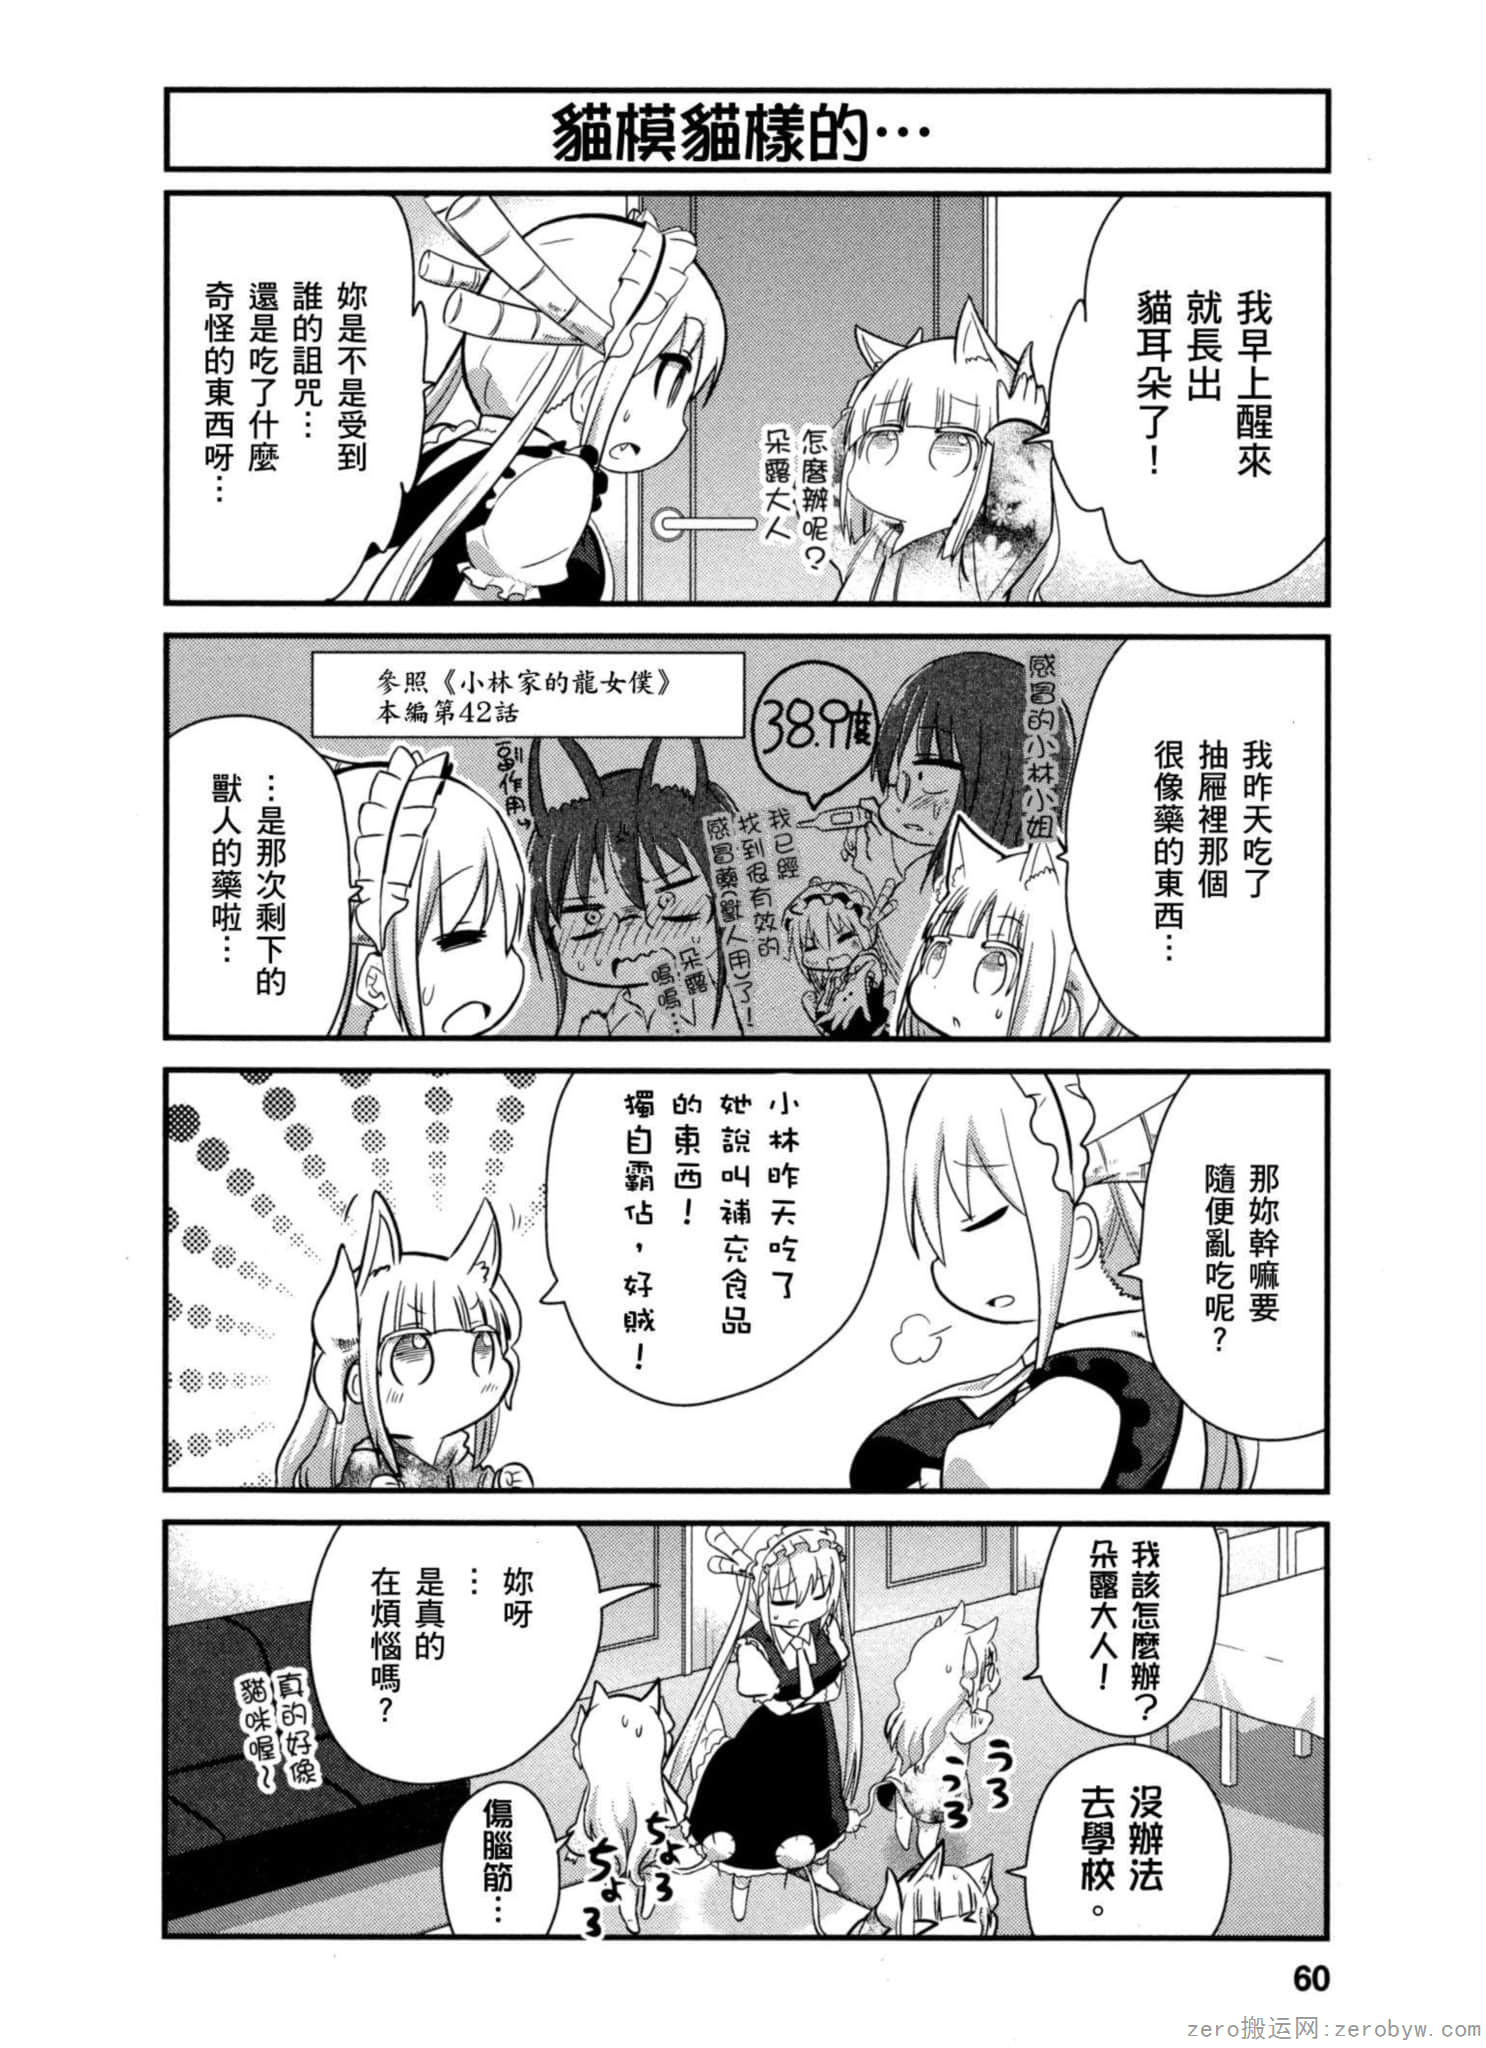 貓模貓樣的…
我早上醒來
就長出
貓耳朵了！
怎麼辦呢？
朵露大人
妳是不是受到
誰的詛咒…
還是吃了什麼
奇怪的東西呀…
我昨天吃了
抽屜裡那個
很像藥的東西…
感冒的小林小姐
38.9度
我已經
找到很有效的
感冒藥（獸人用）了！
朵露
嗚嗚…
副作用→
參照《小林家的龍女僕》
本編第42話
…是那次剩下的
獸人的藥啦…
那妳幹嘛要
隨便亂吃呢？
小林昨天吃了
她說叫補充食品
的東西！
獨自霸佔，好賊！
正
我該怎麼辦？
朵露大人！
沒辦法
去學校。
うろ
うろ
妳呀
…
是真的
在煩惱嗎？
真的好像
貓咪喔～
ちょろ
ちょろ
傷腦筋…
60
zero搬运网:zerobyw.com